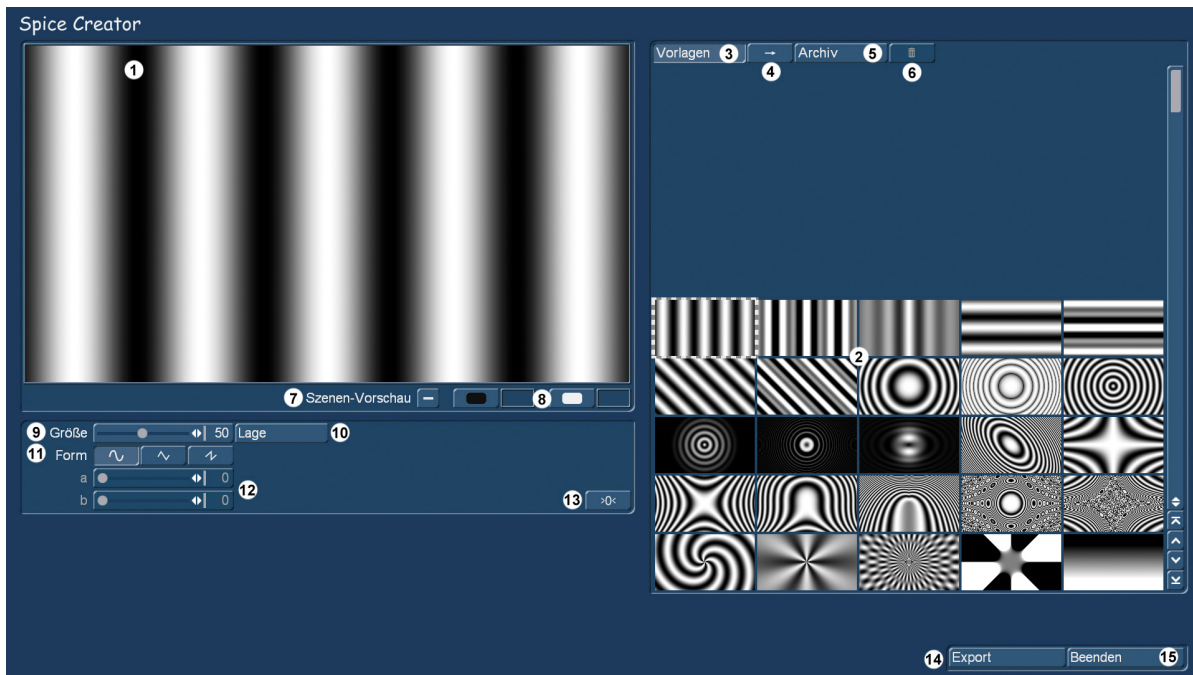 Spice Creator
1
Vorlagen 3 → 4 Archiv 5 6
2
7 Szenen-Vorschau 8
9 Größe 50 Lage 10
11 Form
a 0
12
b 0
13 >0<
14 Export Beenden 15